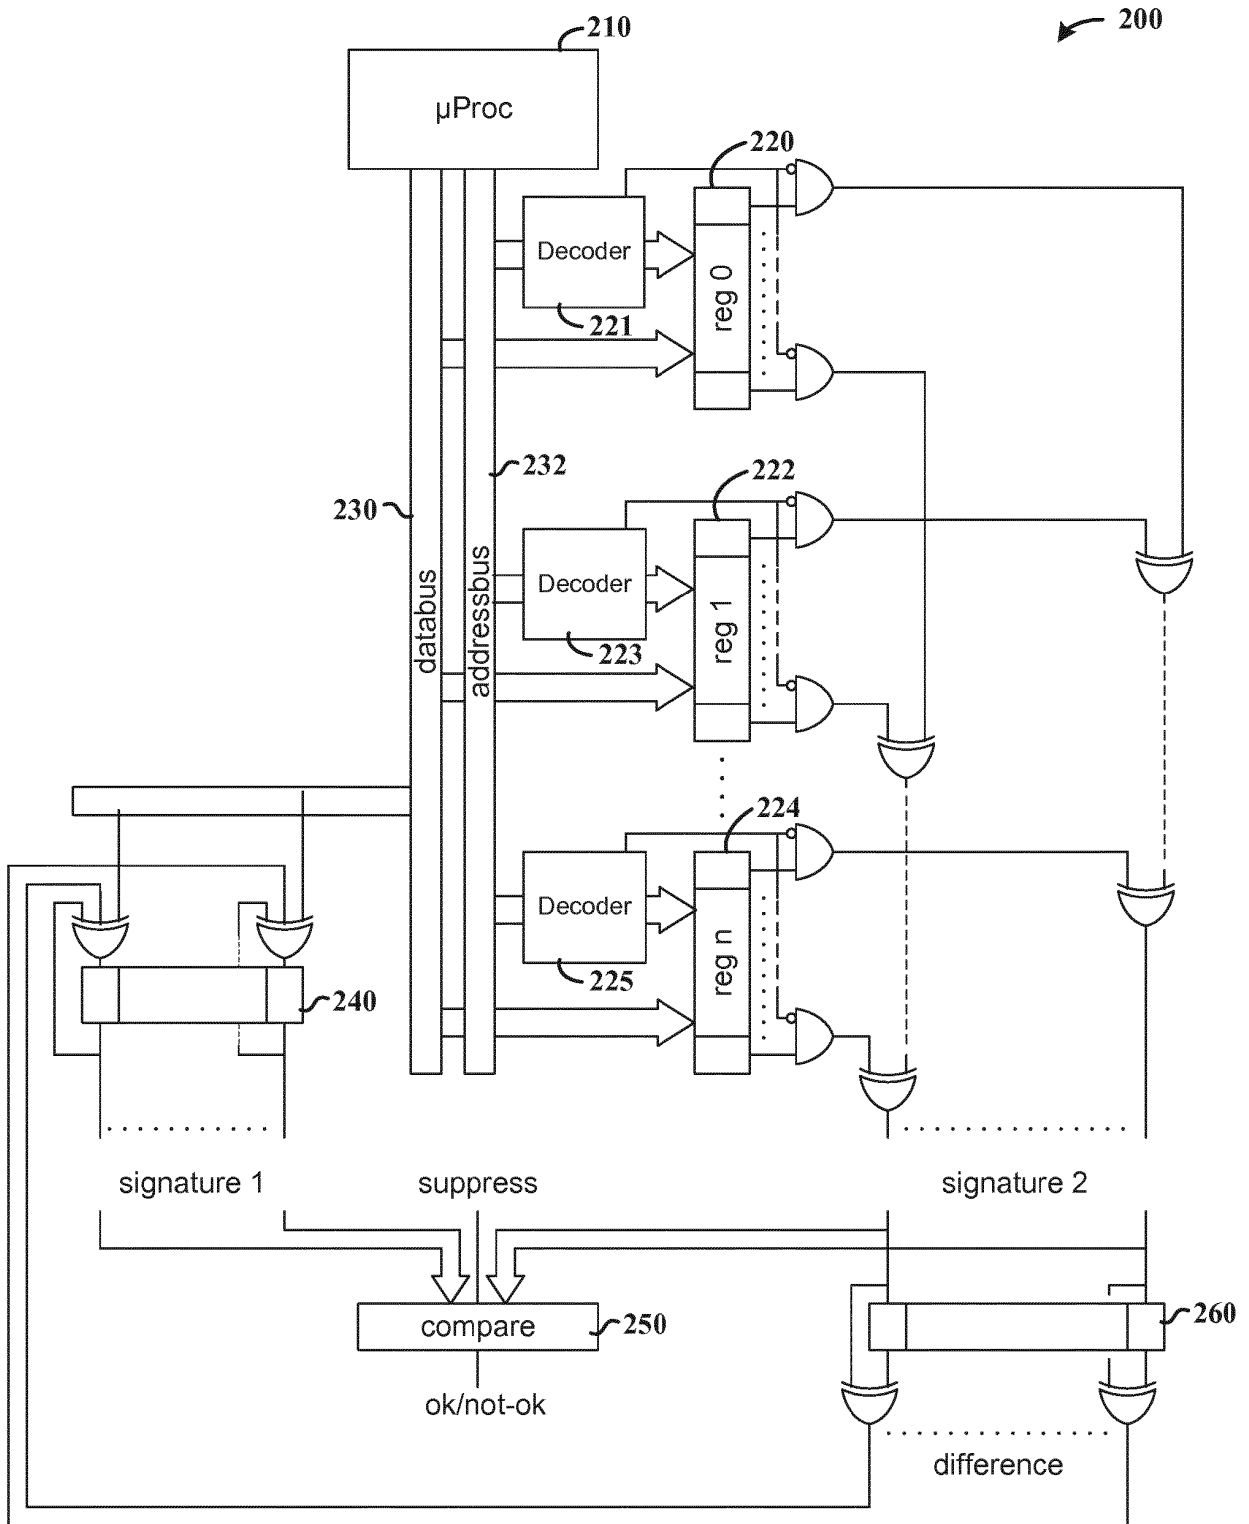 200
210
µProc
220
Decoder
reg 0
221
232
222
230
databus
addressbus
Decoder
reg 1
223
224
Decoder
reg n
225
240
signature 1
suppress
signature 2
compare
250
260
ok/not-ok
difference